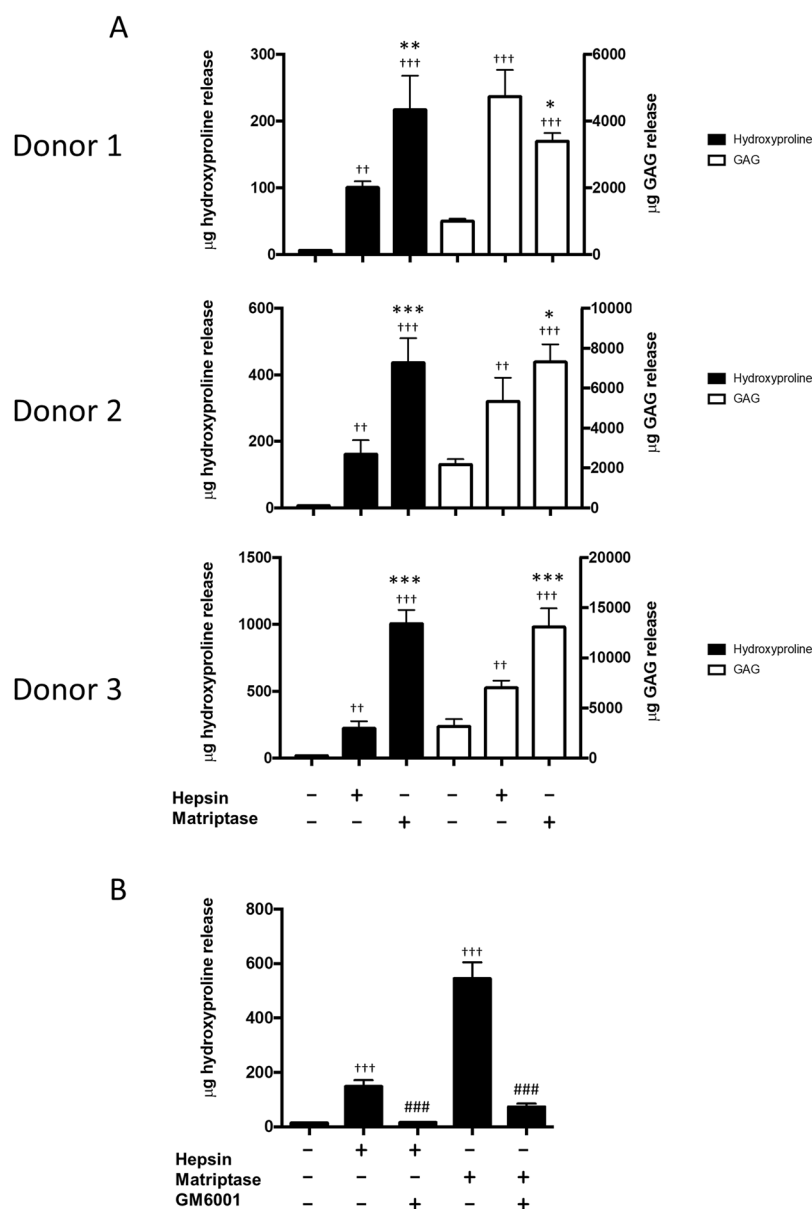 A
Donor 1
μg hydroxyproline release
300
200
100
0
††
**
†††
†††
*
†††
6000
4000
2000
0
μg GAG release
Hydroxyproline
GAG
Donor 2
μg hydroxyproline release
600
400
200
0
††
***
†††
††
*
†††
10000
8000
6000
4000
2000
0
μg GAG release
Hydroxyproline
GAG
Donor 3
μg hydroxyproline release
1500
1000
500
0
††
***
†††
††
***
†††
20000
15000
10000
5000
0
μg GAG release
Hydroxyproline
GAG
Hepsin – + – – + –
Matriptase – – + – – +
B
μg hydroxyproline release
800
600
400
200
0
†††
###
†††
###
Hepsin – + + – –
Matriptase – – – + +
GM6001 – – + – +